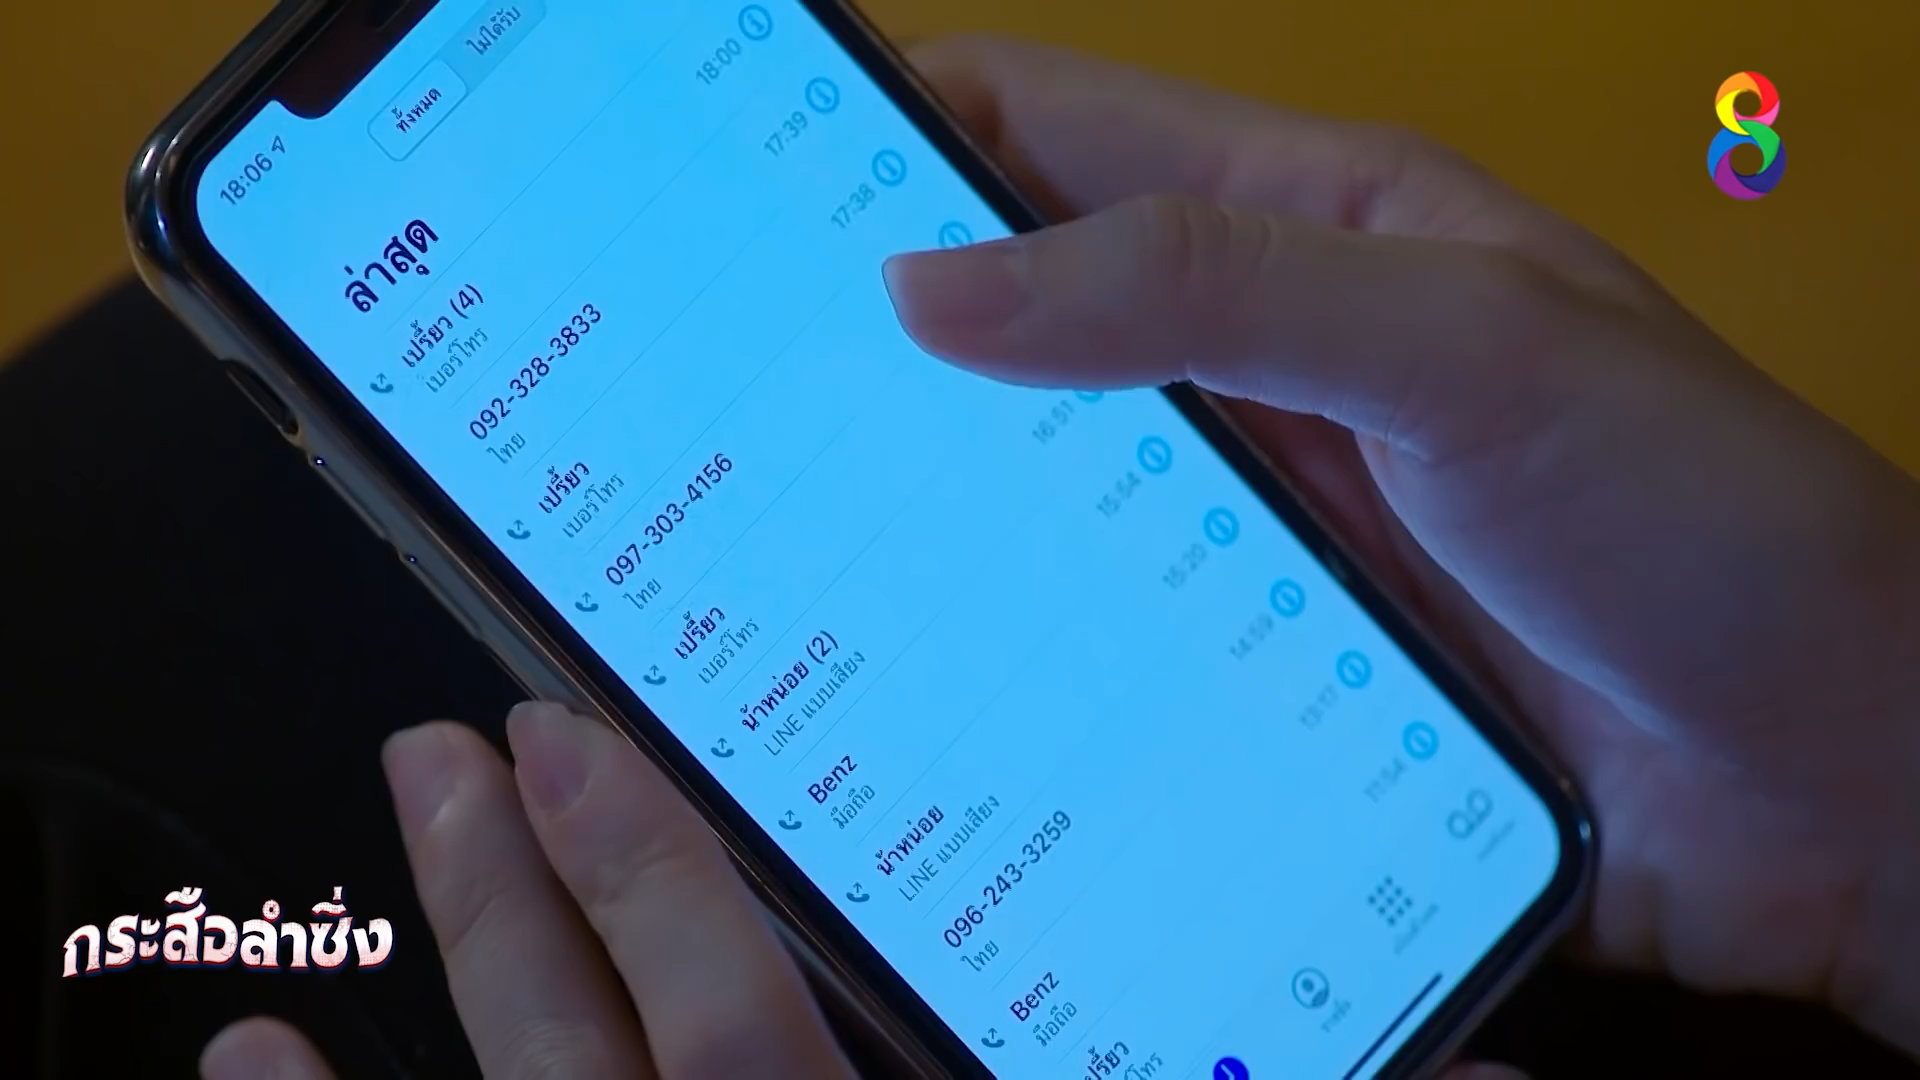 ทั้งหมด
ไม่ได้รับ
18:06
ล่าสุด
เปรี้ยว (4)
18:00
เบอร์โทร
092-328-3833
17:39
ไทย
เปรี้ยว
17:38
เบอร์โทร
097-303-4156
ไทย
เปรี้ยว
16:51
เบอร์โทร
น้าหน่อย (2)
15:54
LINE แบบเสียง
Benz
15:20
มือถือ
น้าหน่อย
14:59
LINE แบบเสียง
096-243-3259
13:17
ไทย
Benz
11:54
มือถือ
8
กระสือลำซิ่ง